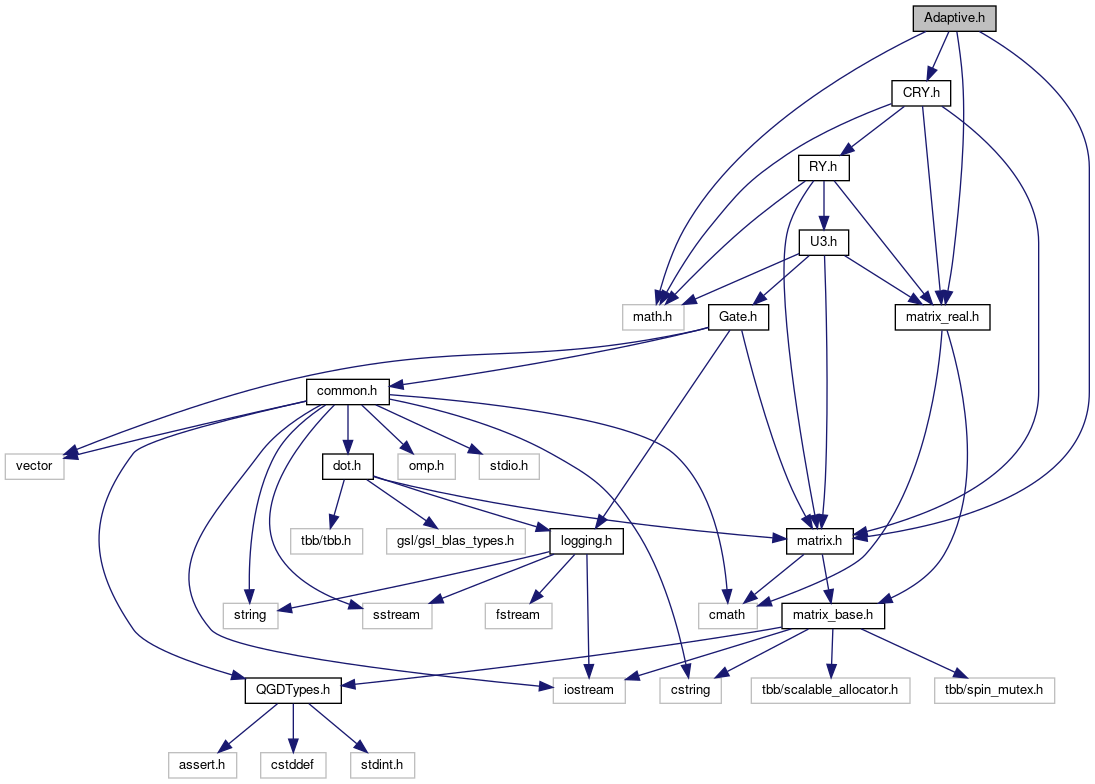 Adaptive.h
CRY.h
RY.h
U3.h
math.h
Gate.h
matrix_real.h
common.h
vector
dot.h
omp.h
stdio.h
tbb/tbb.h
gsl/gsl_blas_types.h
logging.h
matrix.h
string
sstream
fstream
cmath
matrix_base.h
QGDTypes.h
iostream
cstring
tbb/scalable_allocator.h
tbb/spin_mutex.h
assert.h
cstddef
stdint.h